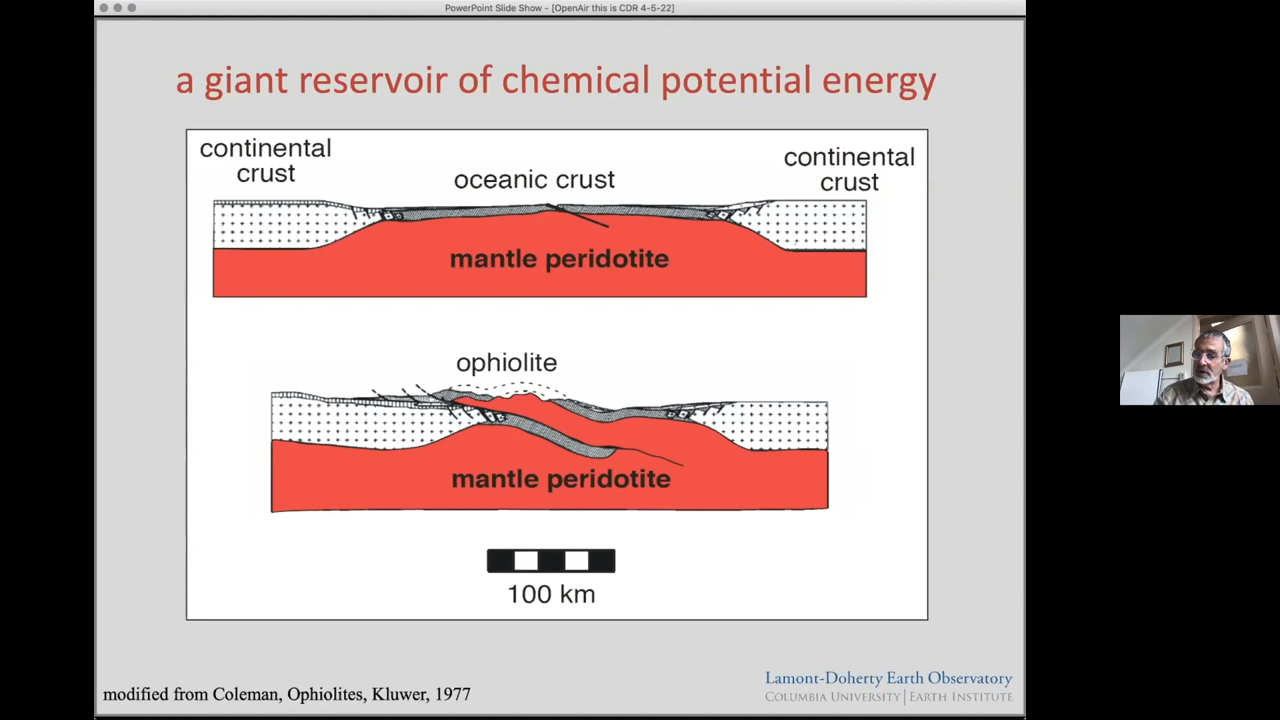 PowerPoint Slide Show - [OpenAir this is CDR 4-5-22]
a giant reservoir of chemical potential energy
continental
crust
oceanic crust
continental
crust
mantle peridotite
ophiolite
mantle peridotite
100 km
modified from Coleman, Ophiolites, Kluwer, 1977
Lamont-Doherty Earth Observatory
COLUMBIA UNIVERSITY | EARTH INSTITUTE